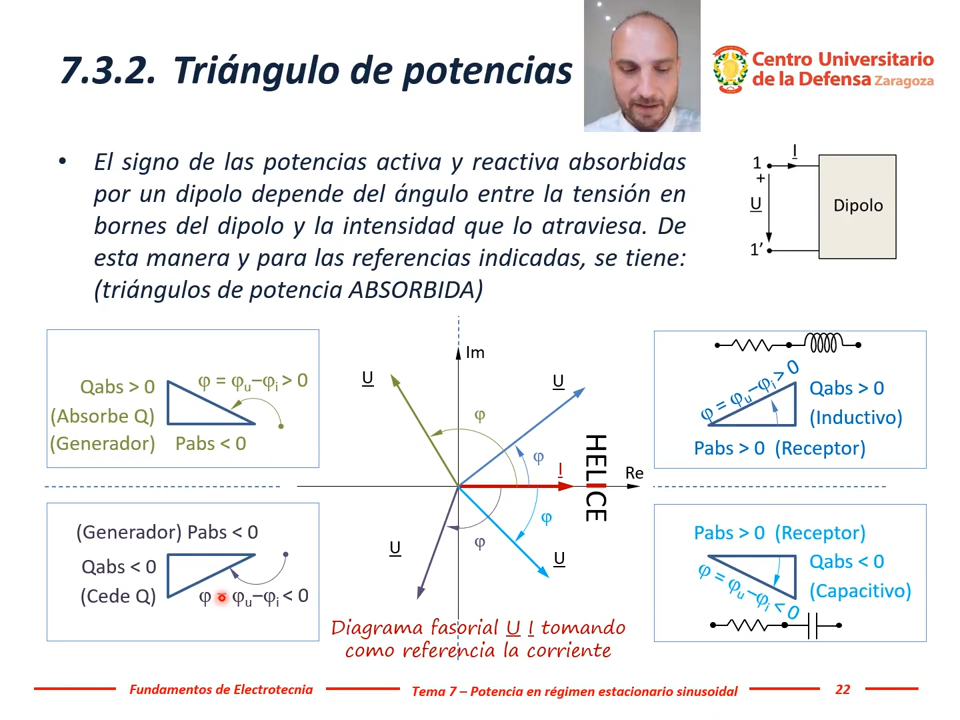 7.3.2. Triángulo de potencias
Centro Universitario
de la Defensa Zaragoza
• El signo de las potencias activa y reactiva absorbidas
por un dipolo depende del ángulo entre la tensión en
bornes del dipolo y la intensidad que lo atraviesa. De
esta manera y para las referencias indicadas, se tiene:
(triángulos de potencia ABSORBIDA)
I
1
+
U
1’
Dipolo
Qabs > 0
φ = φu−φi > 0
(Absorbe Q)
(Generador) Pabs < 0
(Generador) Pabs < 0
Qabs < 0
(Cede Q)
φ = φu−φi < 0
Im
U
U
φ
φ
I
Re
φ
φ
U
U
HELICE
Diagrama fasorial U I tomando
como referencia la corriente
φ = φu−φi > 0
Qabs > 0
(Inductivo)
Pabs > 0 (Receptor)
Pabs > 0 (Receptor)
Qabs < 0
(Capacitivo)
φ = φu−φi < 0
Fundamentos de Electrotecnia
Tema 7 – Potencia en régimen estacionario sinusoidal
22